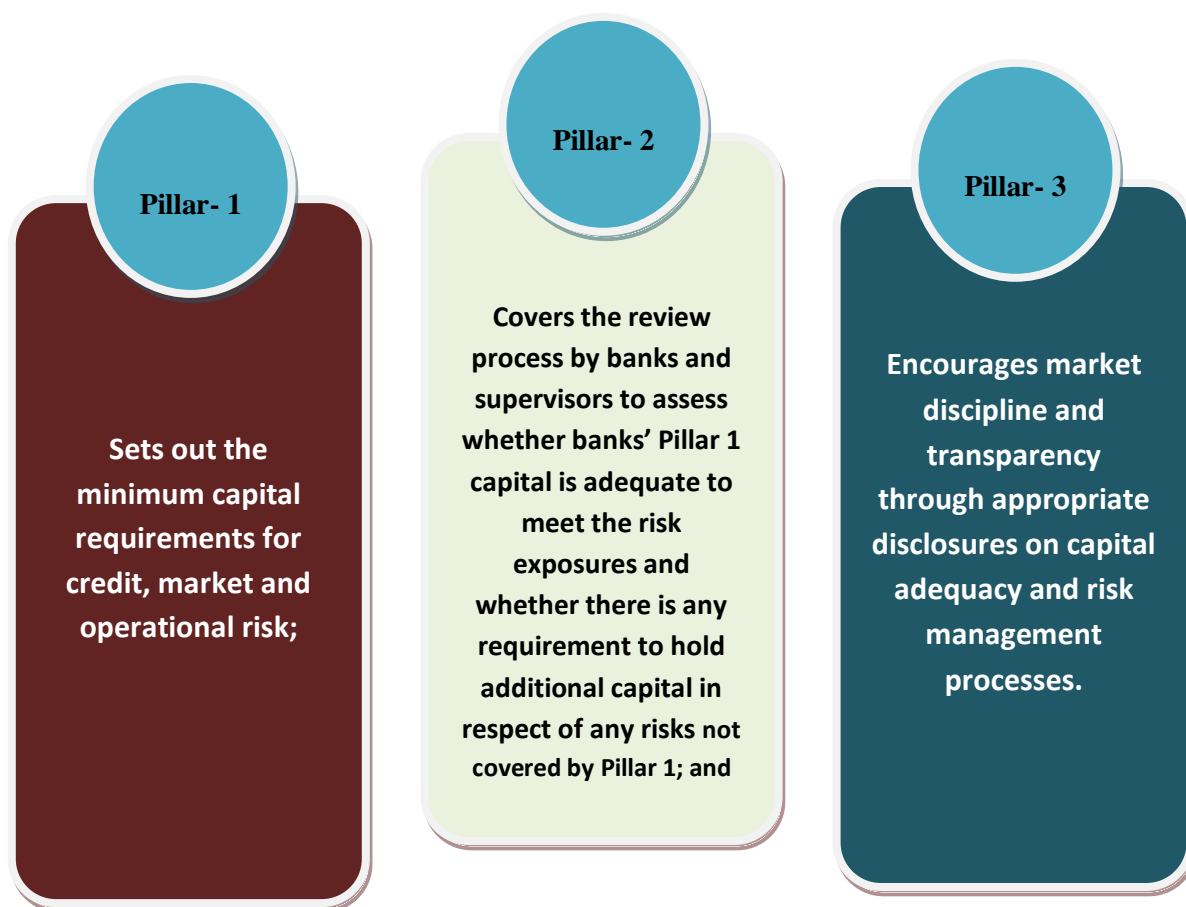 Pillar- 1
Sets out the
minimum capital
requirements for
credit, market and
operational risk;
Pillar- 2
Covers the review
process by banks and
supervisors to assess
whether banks’ Pillar 1
capital is adequate to
meet the risk
exposures and
whether there is any
requirement to hold
additional capital in
respect of any risks not
covered by Pillar 1; and
Pillar- 3
Encourages market
discipline and
transparency
through appropriate
disclosures on capital
adequacy and risk
management
processes.